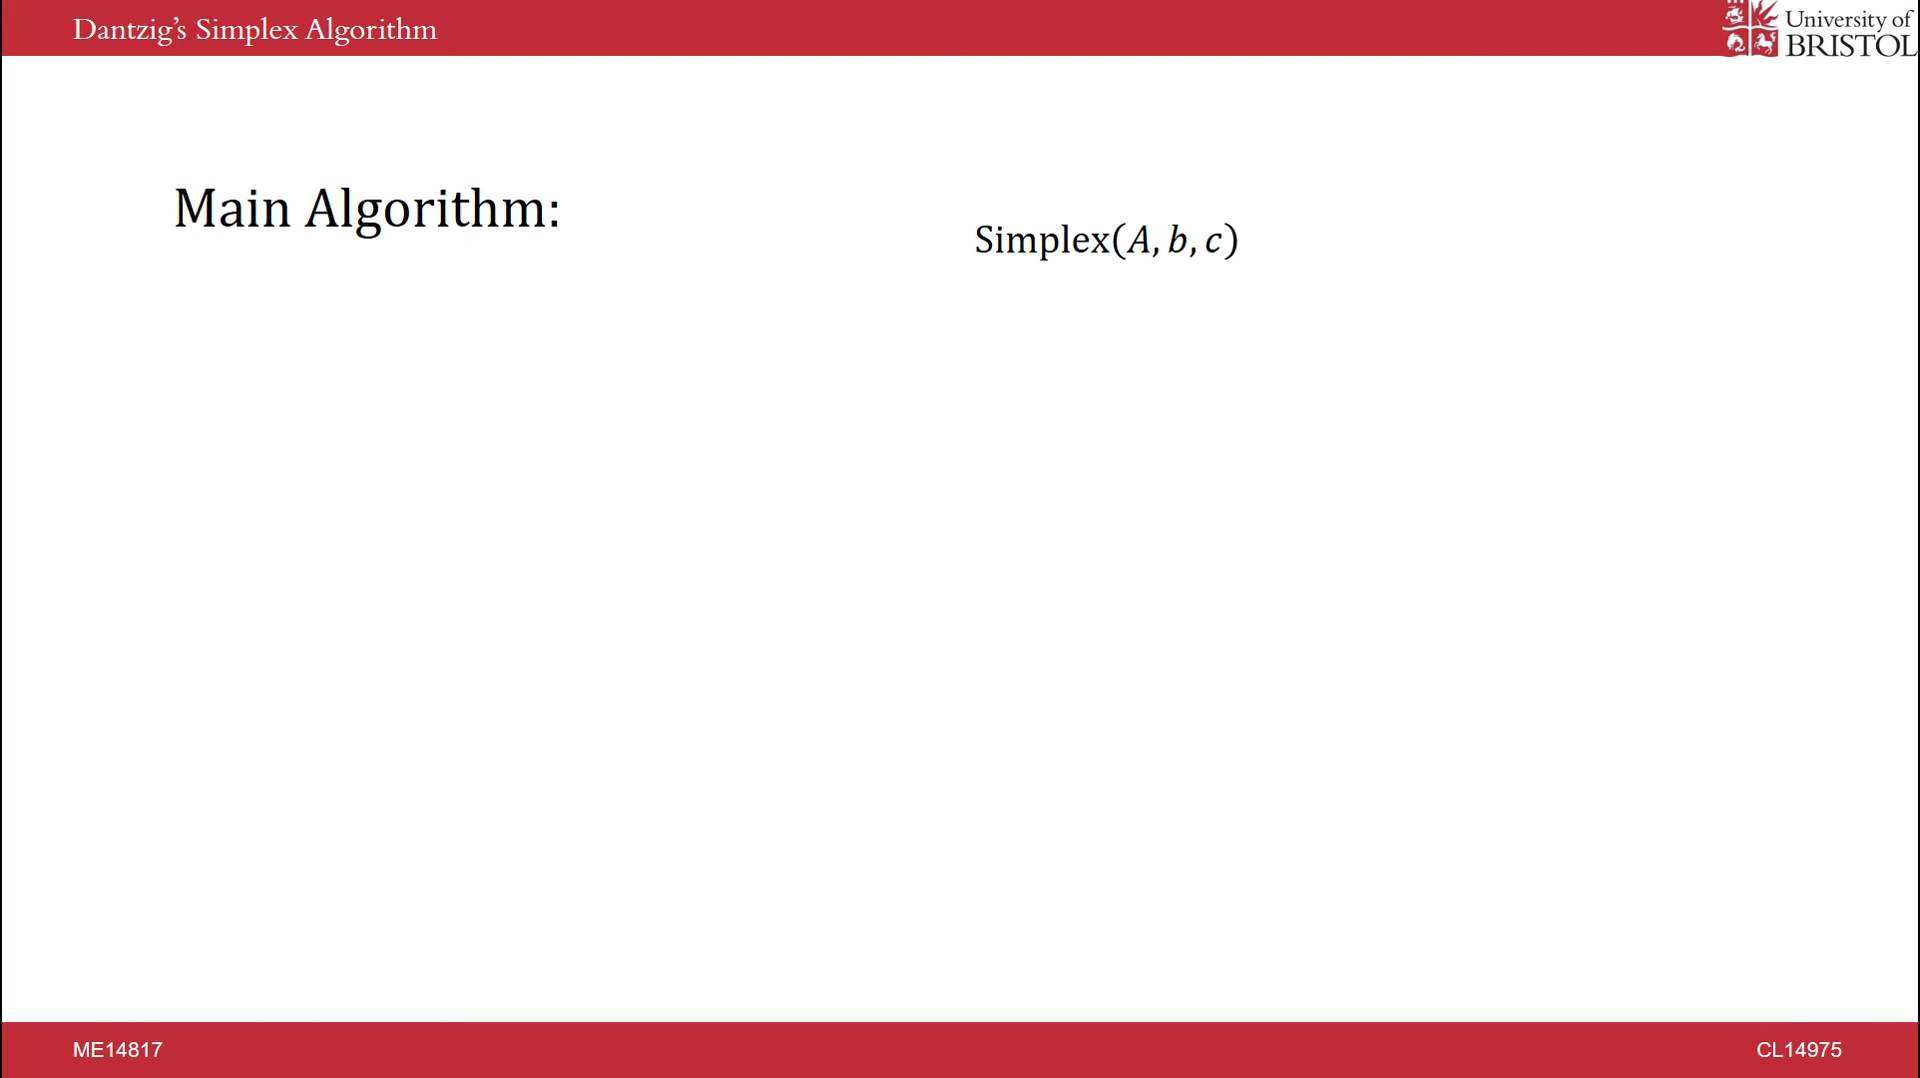 Dantzig’s Simplex Algorithm
University of
BRISTOL
Main Algorithm:
Simplex(A, b, c)
ME14817
CL14975